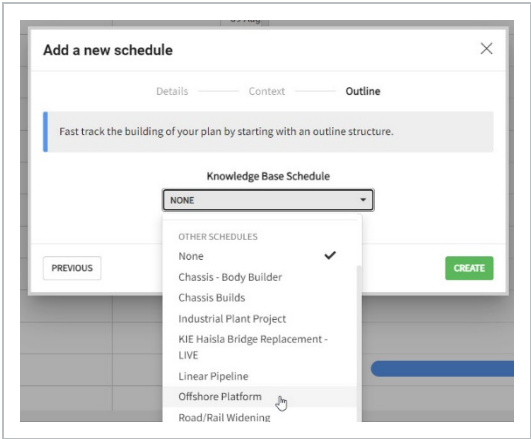 09 Aug
Add a new schedule
Details
Context
Outline
Fast track the building of your plan by starting with an outline structure.
Knowledge Base Schedule
NONE
OTHER SCHEDULES
None
Chassis - Body Builder
Chassis Builds
Industrial Plant Project
KIE Haisla Bridge Replacement -
LIVE
Linear Pipeline
Offshore Platform
Road/Rail Widening
PREVIOUS
CREATE